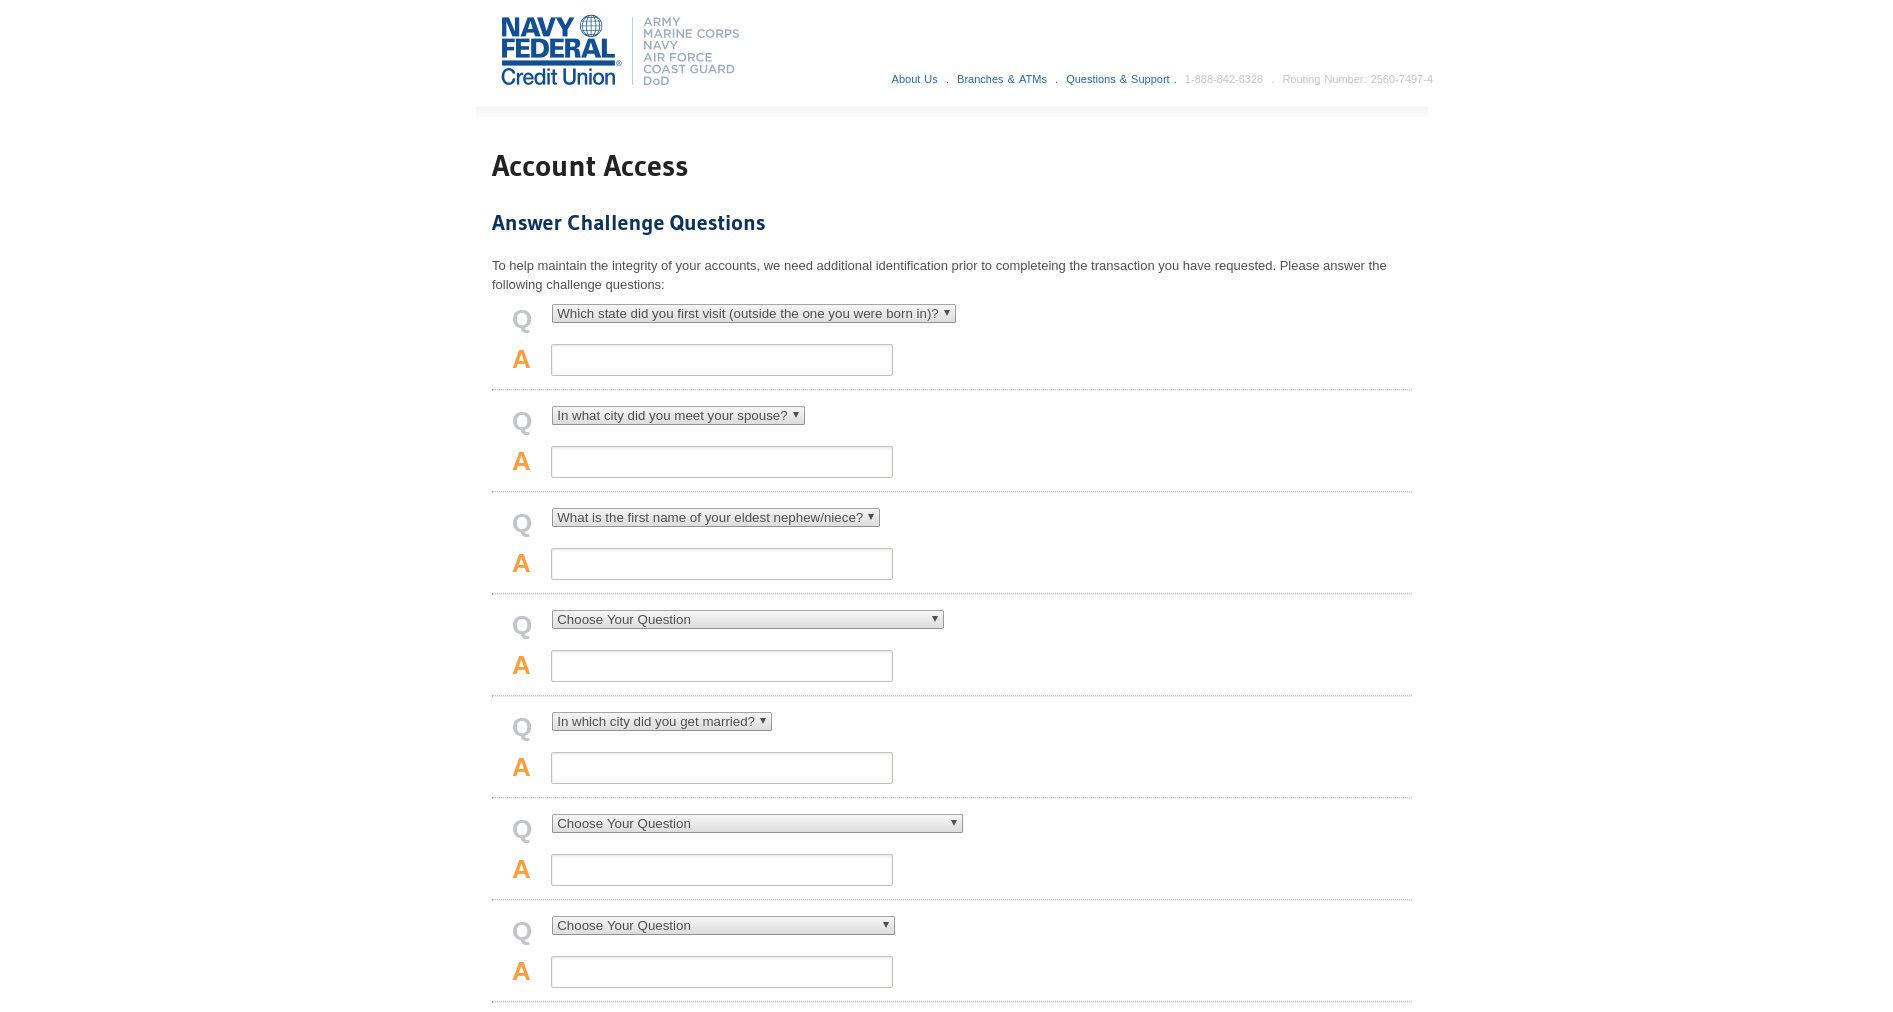 NAVY
FEDERAL
Credit Union®
ARMY
MARINE CORPS
NAVY
AIR FORCE
COAST GUARD
DoD
About Us . Branches & ATMs . Questions & Support . 1-888-842-6328 . Routing Number: 2560-7497-4
Account Access
Answer Challenge Questions
To help maintain the integrity of your accounts, we need additional identification prior to completeing the transaction you have requested. Please answer the
following challenge questions:
Q Which state did you first visit (outside the one you were born in)?
A
Q In what city did you meet your spouse?
A
Q What is the first name of your eldest nephew/niece?
A
Q Choose Your Question
A
Q In which city did you get married?
A
Q Choose Your Question
A
Q Choose Your Question
A